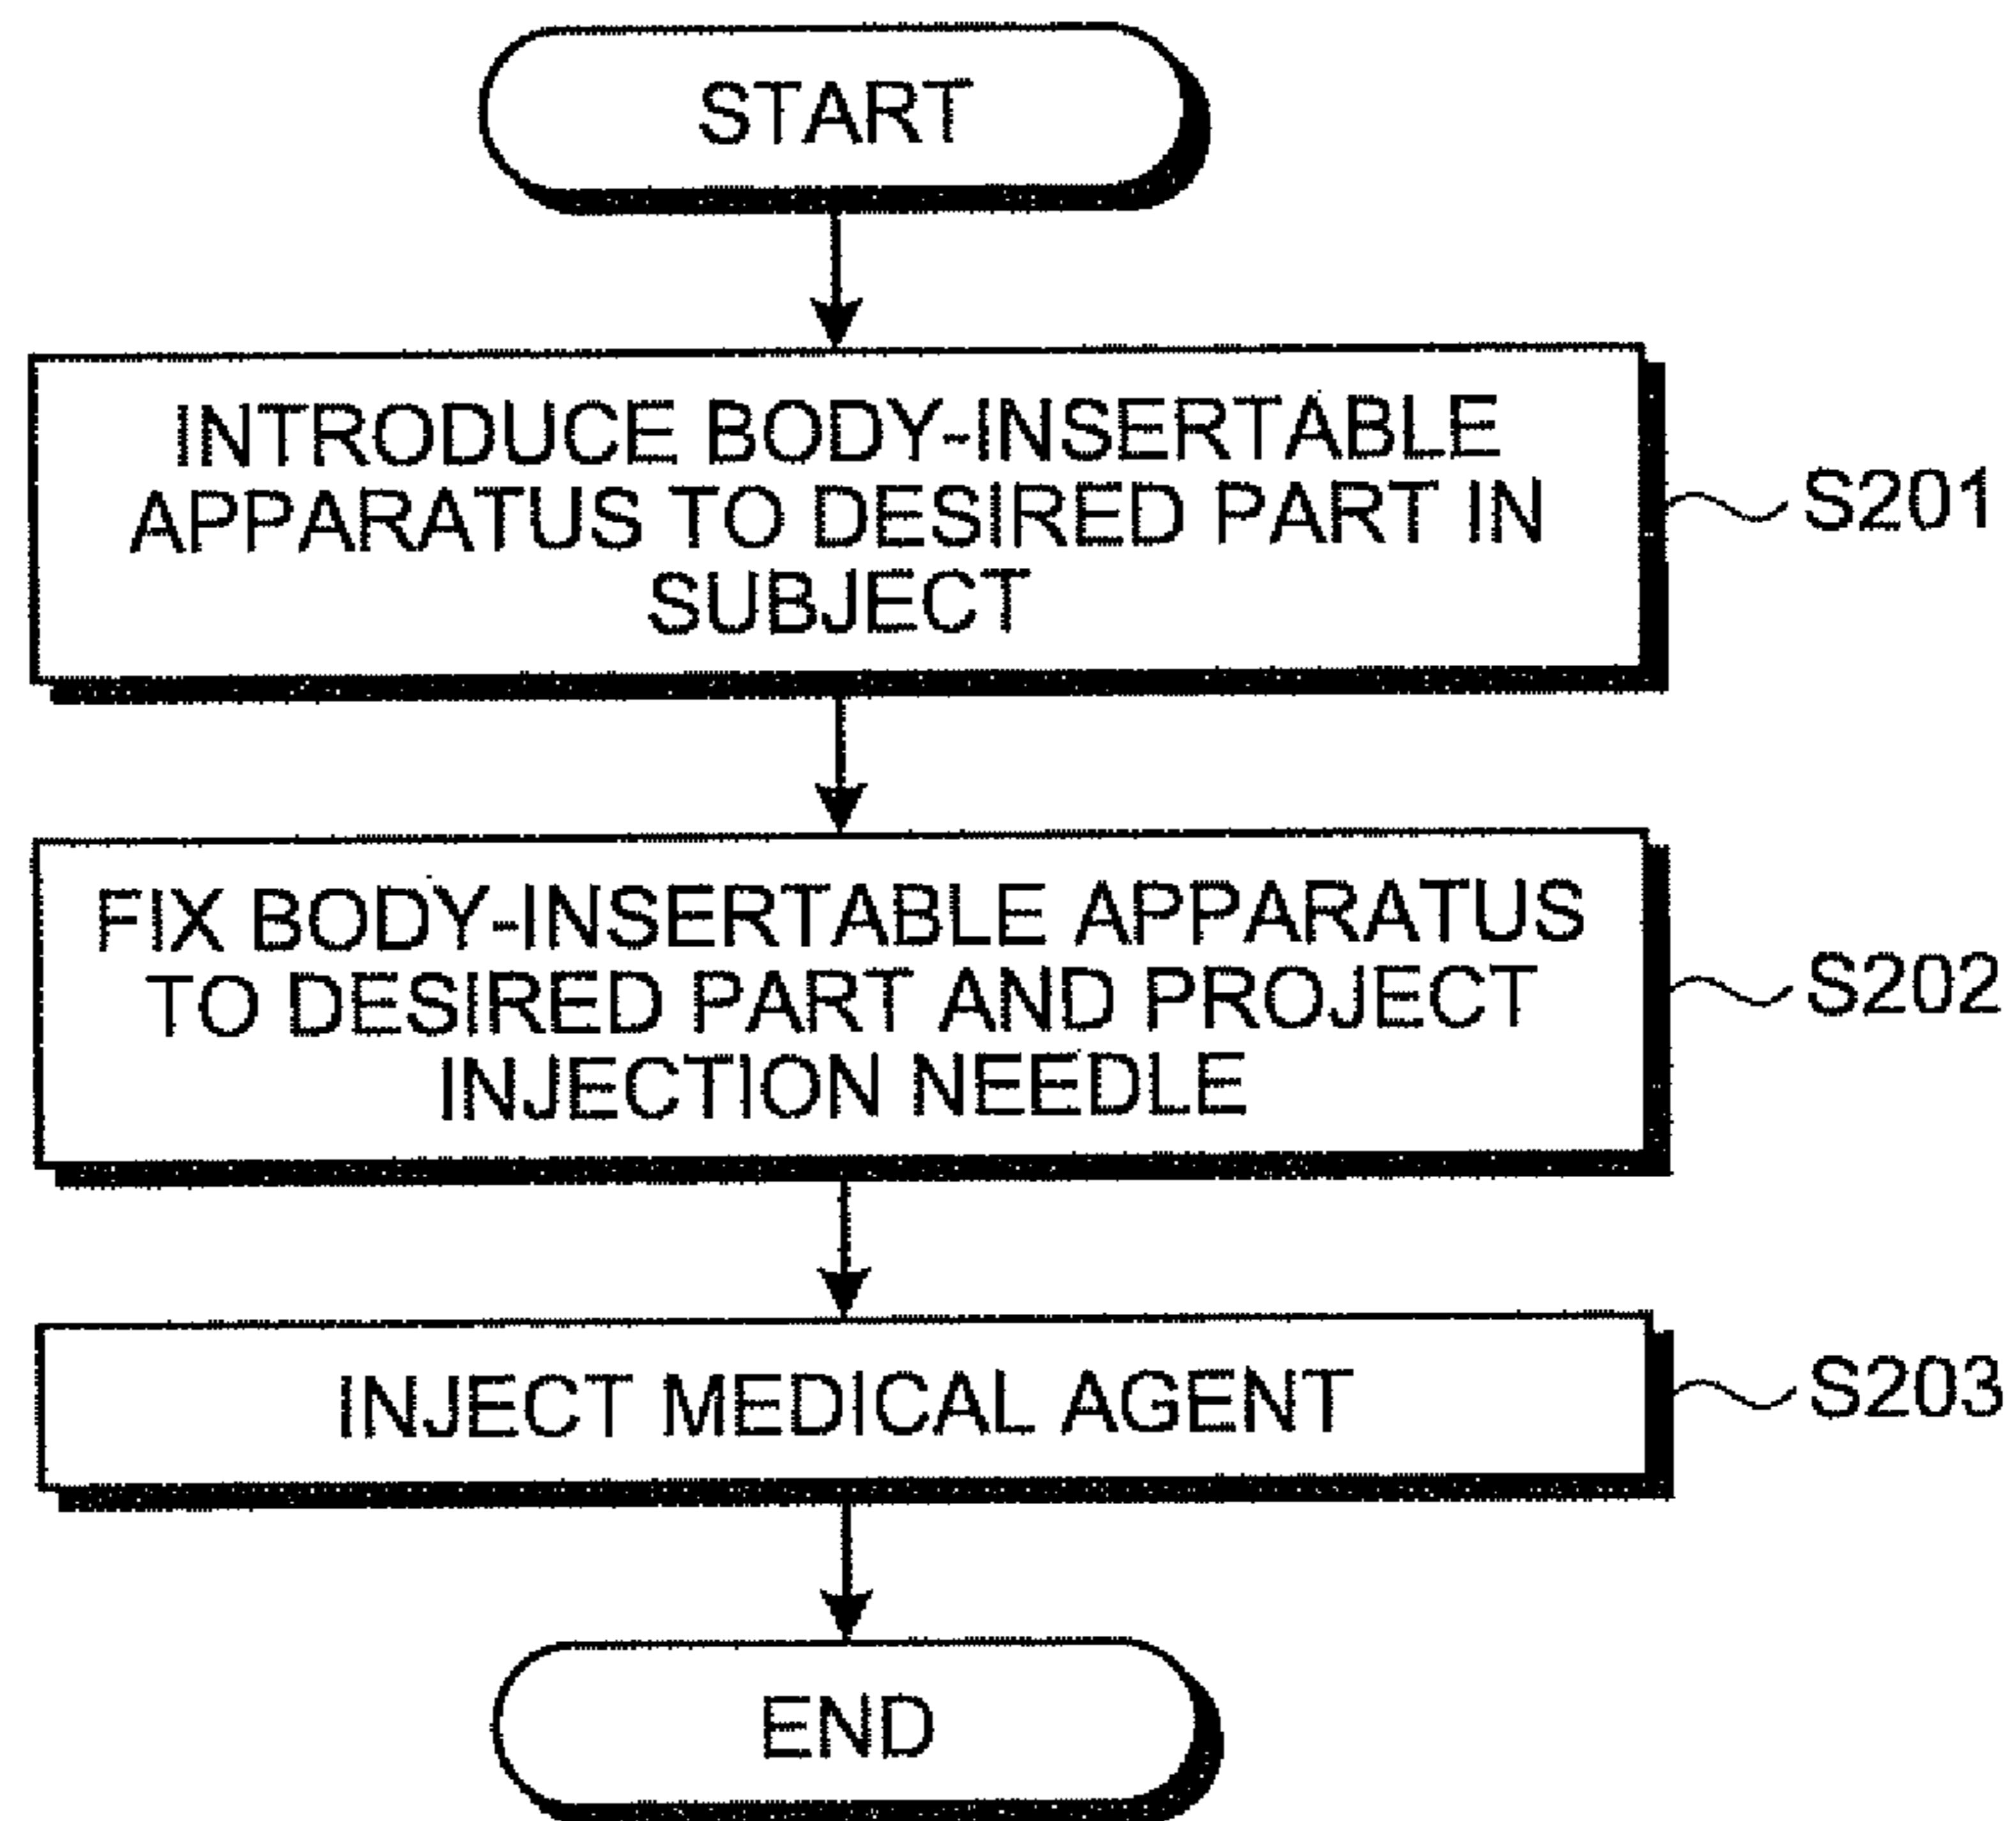 START
INTRODUCE BODY-INSERTABLE
APPARATUS TO DESIRED PART IN
SUBJECT
S201
FIX BODY-INSERTABLE APPARATUS
TO DESIRED PART AND PROJECT
INJECTION NEEDLE
S202
INJECT MEDICAL AGENT
S203
END